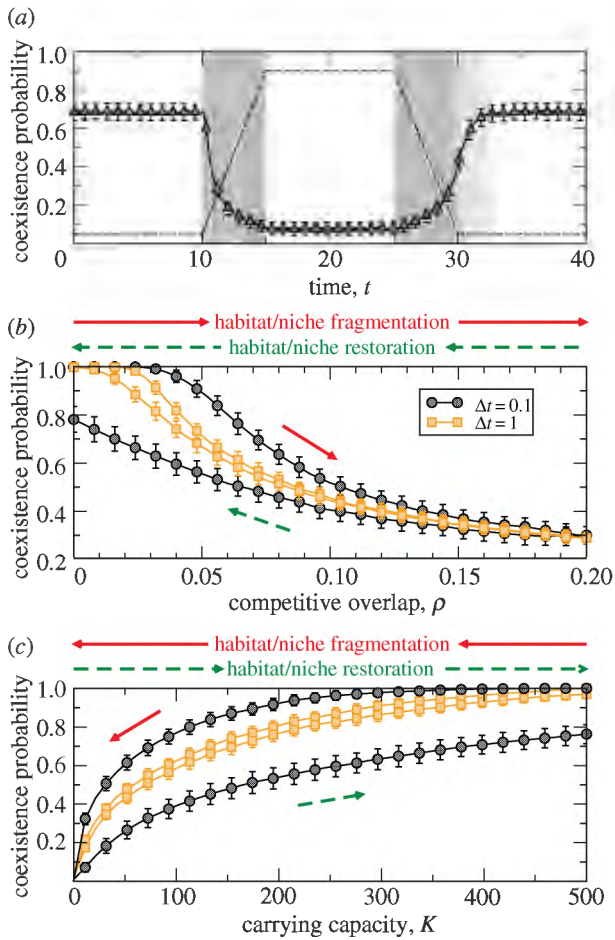 (a)
1.0
0.8
0.6
0.4
0.2
coexistence probability
0 10 20 30 40
time, t
(b)
habitat/niche fragmentation
habitat/niche restoration
1.0
0.8
0.6
0.4
0.2
coexistence probability
Δt = 0.1
Δt = 1
0 0.05 0.10 0.15 0.20
competitive overlap, ρ
(c)
habitat/niche fragmentation
habitat/niche restoration
1.0
0.8
0.6
0.4
0.2
coexistence probability
0 100 200 300 400 500
carrying capacity, K